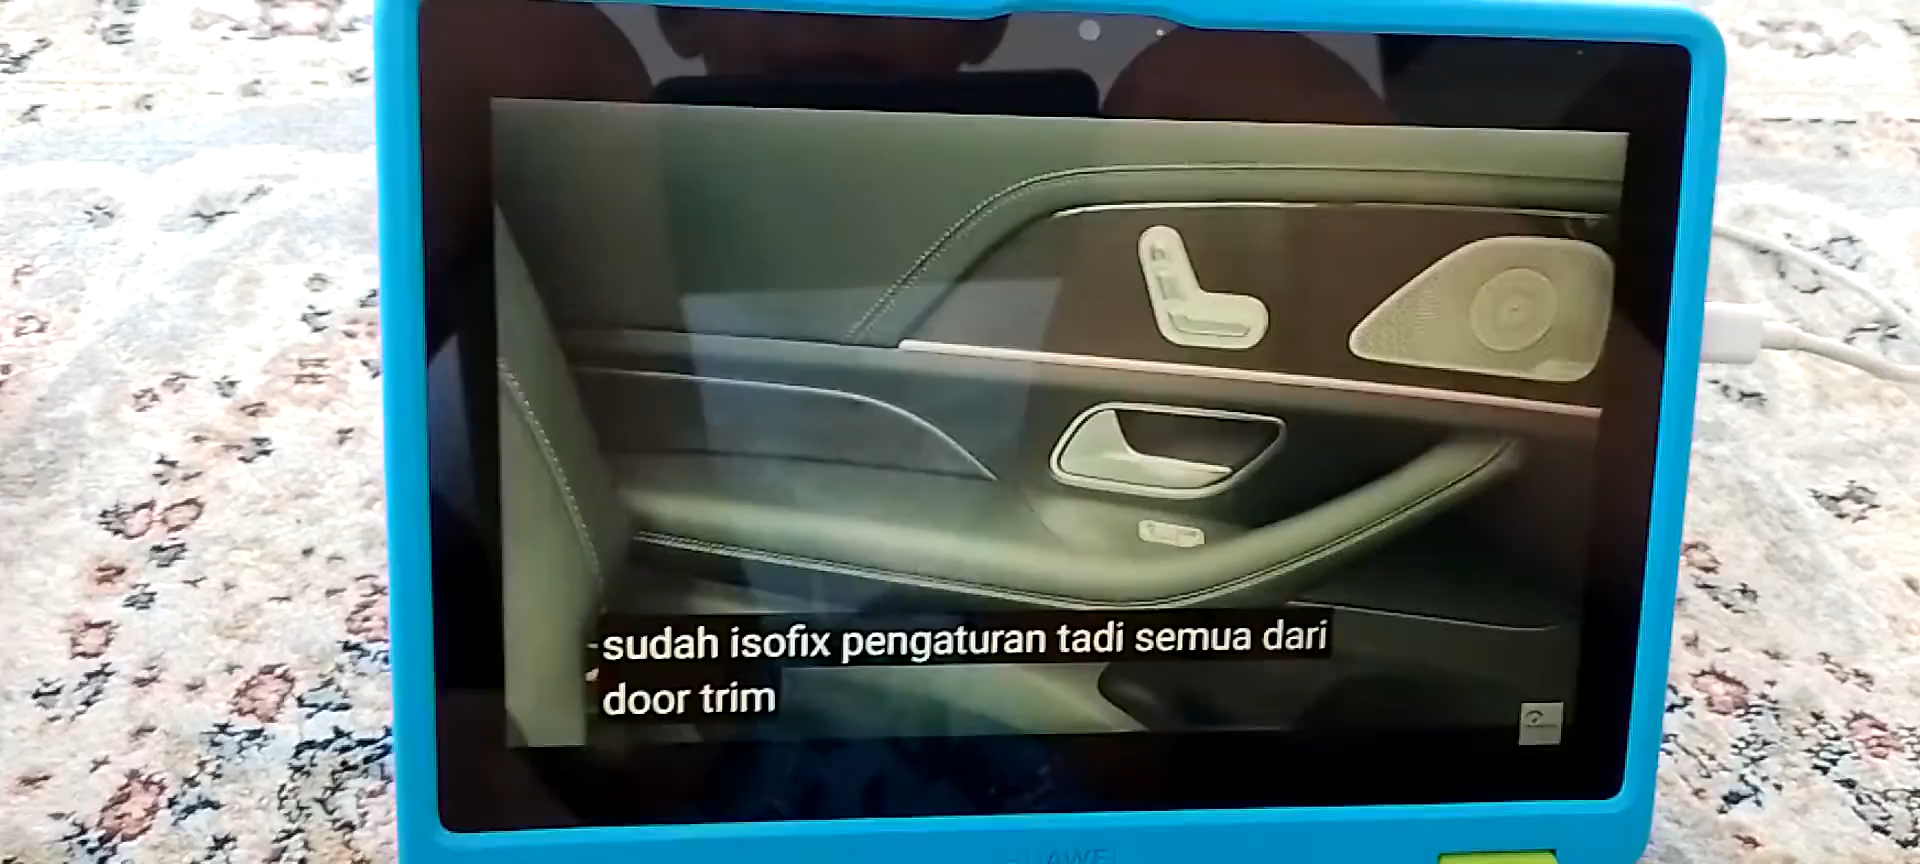 -sudah isofix pengaturan tadi semua dari
door trim